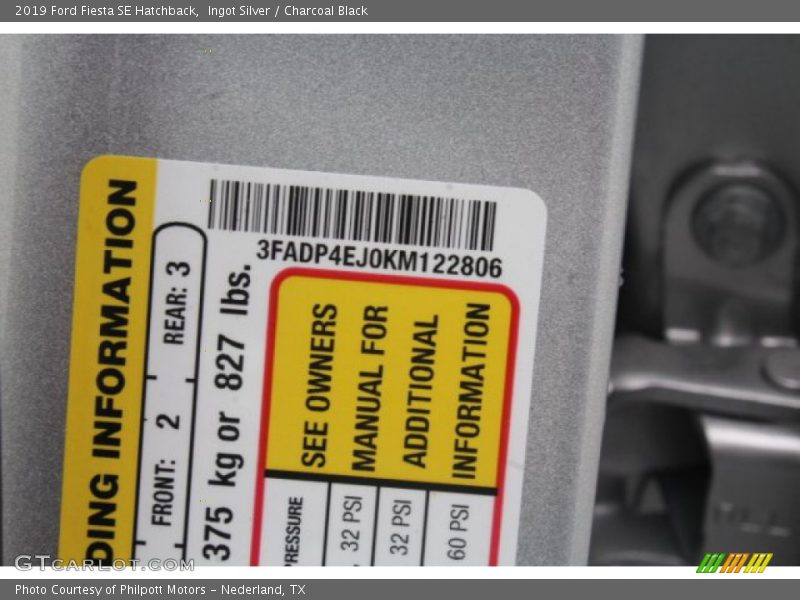 2019 Ford Fiesta SE Hatchback,  Ingot Silver / Charcoal Black
3FADP4EJ0KM122806
DING INFORMATION
FRONT: 2 REAR: 3
375 kg or 827 lbs.
SEE OWNERS
MANUAL FOR
ADDITIONAL
INFORMATION
PRESSURE
32 PSI
32 PSI
60 PSI
GTCarLot.com
Photo Courtesy of Philpott Motors - Nederland, TX